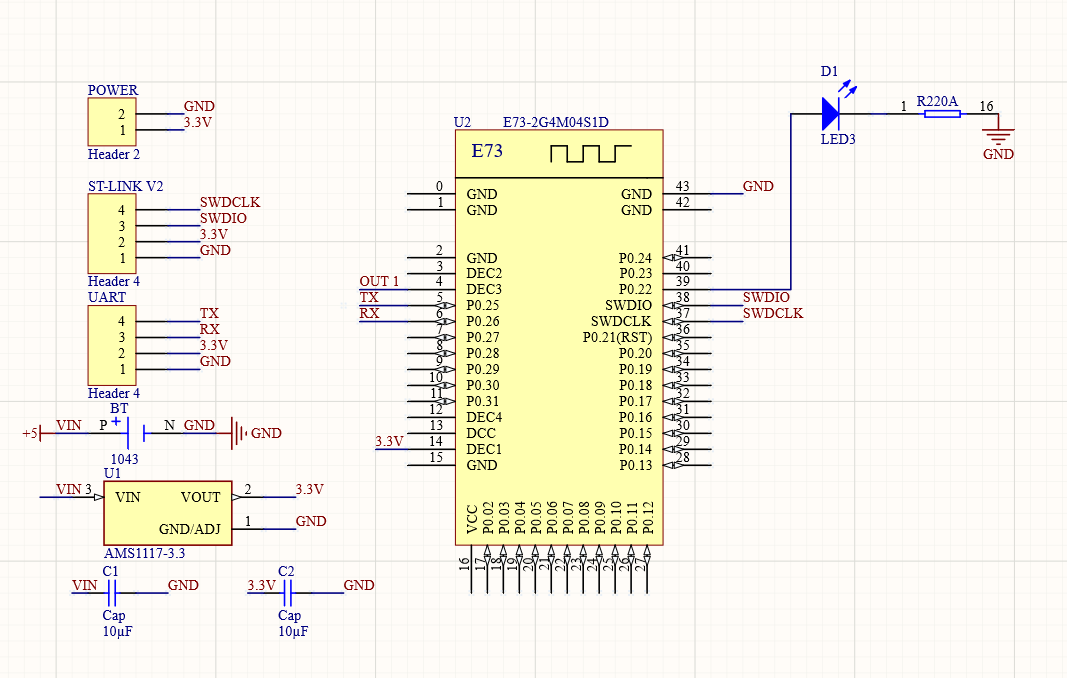 POWER
2 GND
1 3.3V
Header 2
ST-LINK V2
4 SWDCLK
3 SWDIO
2 3.3V
1 GND
Header 4
UART
4 TX
3 RX
2 3.3V
1 GND
Header 4
BT
+5 VIN P + N GND GND
1043
U1
VIN 3 VIN VOUT 2 3.3V
GND/ADJ 1 GND
AMS1117-3.3
C1
VIN GND
Cap
10µF
C2
3.3V GND
Cap
10µF
U2 E73-2G4M04S1D
E73
0 GND
1 GND
2 GND
3 DEC2
OUT 1 4 DEC3
TX 5 P0.25
RX 6 P0.26
7 P0.27
8 P0.28
9 P0.29
10 P0.30
11 P0.31
12 DEC4
13 DCC
3.3V 14 DEC1
15 GND
GND 43 GND
GND 42
P0.24 41
P0.23 40
P0.22 39
SWDIO 38 SWDIO
SWDCLK 37 SWDCLK
P0.21(RST) 36
P0.20 35
P0.19 34
P0.18 33
P0.17 32
P0.16 31
P0.15 30
P0.14 29
P0.13 28
VCC 16
P0.02 17
P0.03 18
P0.04 19
P0.05 20
P0.06 21
P0.07 22
P0.08 23
P0.09 24
P0.10 25
P0.11 26
P0.12 27
D1
LED3
1 R220A 16
GND